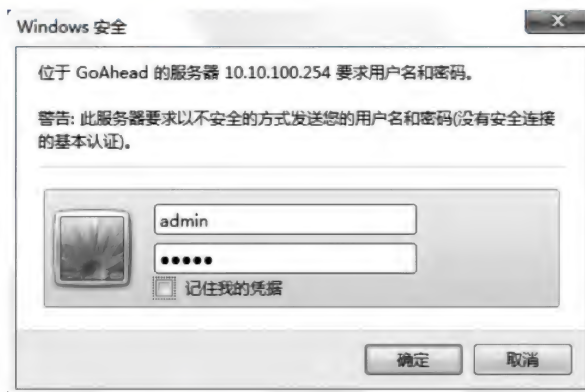 Windows 安全
X
位于 GoAhead 的服务器 10.10.100.254 要求用户名和密码。
警告: 此服务器要求以不安全的方式发送您的用户名和密码(没有安全连接
的基本认证)。
admin
●●●●●
记住我的凭据
确定
取消